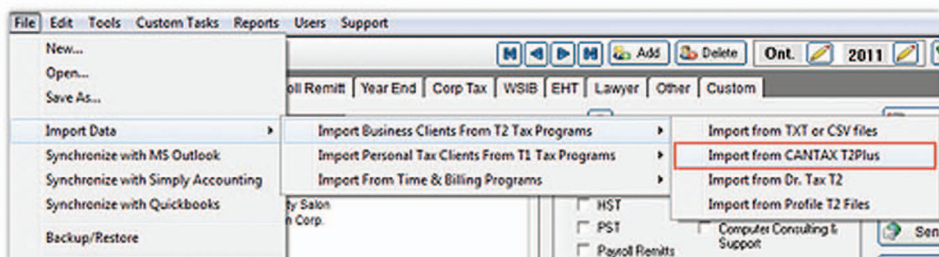 File Edit Tools Custom Tasks Reports Users Support
New...
Open...
Save As...
Import Data
Synchronize with MS Outlook
Synchronize with Simply Accounting
Synchronize with Quickbooks
Backup/Restore
Add Delete Ont. 2011
oll Remitt Year End Corp Tax WSIB EHT Lawyer Other Custom
Import Business Clients From T2 Tax Programs
Import Personal Tax Clients From T1 Tax Programs
Import From Time & Billing Programs
Import from TXT or CSV files
Import from CANTAX T2Plus
Import from Dr. Tax T2
Import from Profile T2 Files
ty Salon
n Corp.
HST
PST
Payroll Remitts
Computer Consulting &
Support
Sen